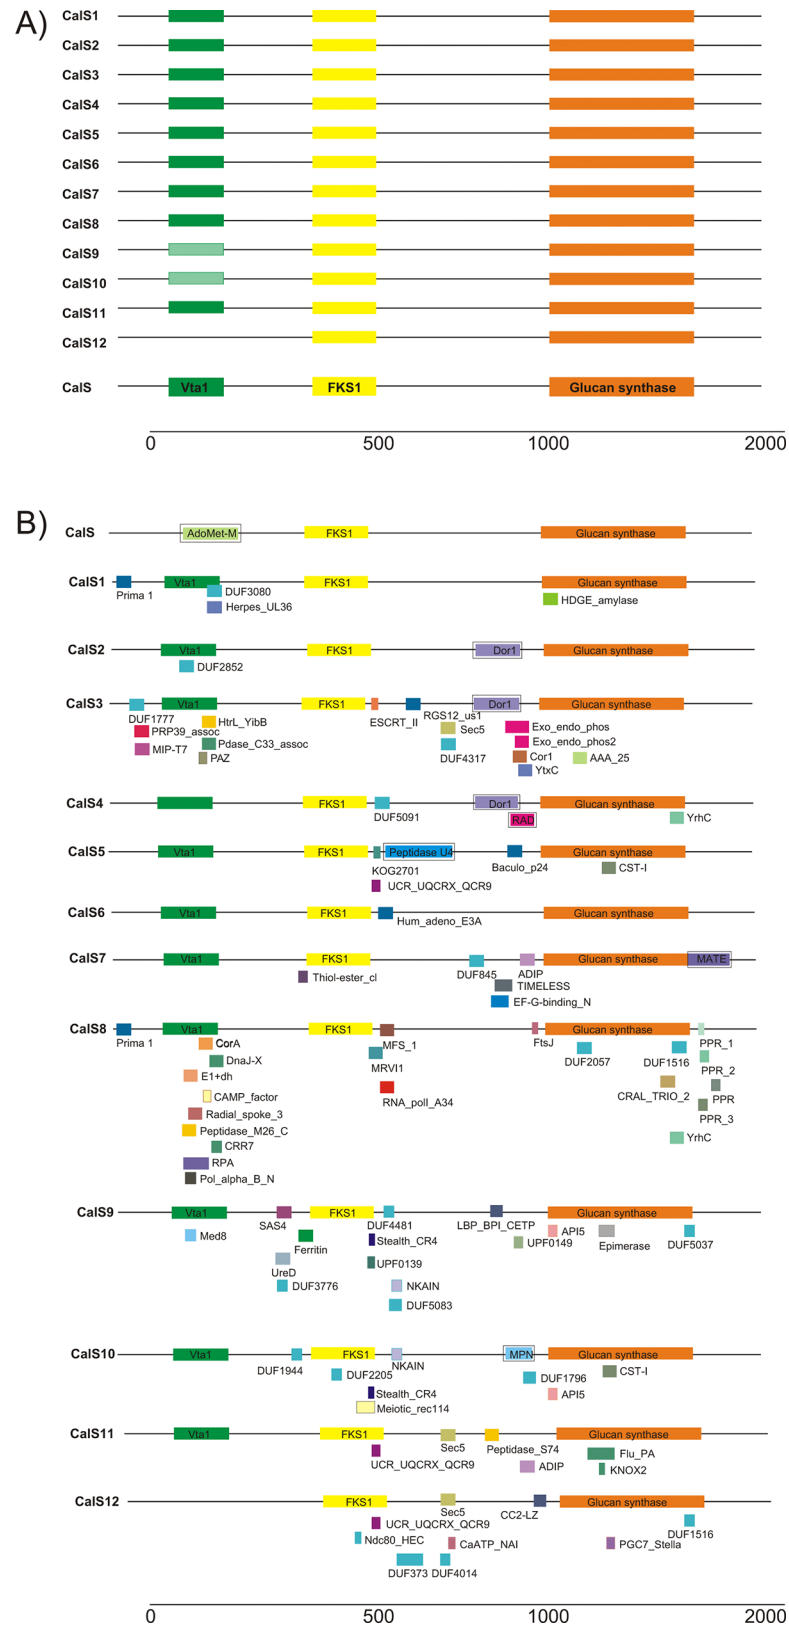 A)
CalS1
CalS2
CalS3
CalS4
CalS5
CalS6
CalS7
CalS8
CalS9
CalS10
CalS11
CalS12
CalS Vta1 FKS1 Glucan synthase
0 500 1000 2000
B)
CalS AdoMet-M FKS1 Glucan synthase
CalS1 Vta1 FKS1 Glucan synthase
Prima 1 DUF3080
Herpes_UL36 HDGE_amylase
CalS2 Vta1 FKS1 Dor1 Glucan synthase
DUF2852
CalS3 Vta1 FKS1 Dor1 Glucan synthase
DUF1777 HtrL_YibB ESCRT_II RGS12_us1
PRP39_assoc Sec5 Exo_endo_phos
MIP-T7 Pdase_C33_assoc DUF4317 Exo_endo_phos2
PAZ Cor1 AAA_25
YtxC
CalS4 FKS1 Dor1 Glucan synthase
DUF5091 RAD YrhC
CalS5 Vta1 FKS1 Peptidase U4 Glucan synthase
KOG2701 Baculo_p24 CST-I
UCR_UQCRX_QCR9
CalS6 Vta1 FKS1 Glucan synthase
Hum_adeno_E3A
CalS7 Vta1 FKS1 Glucan synthase MATE
Thiol-ester_cl DUF845 ADIP
TIMELESS
EF-G-binding_N
CalS8 Vta1 FKS1 Glucan synthase
Prima 1 CorA MFS_1 FtsJ PPR_1
DnaJ-X MRVI1 DUF2057 DUF1516 PPR_2
E1+dh
CAMP_factor RNA_poll_A34 CRAL_TRIO_2 PPR
Radial_spoke_3 PPR_3
Peptidase_M26_C YrhC
CRR7
RPA
Pol_alpha_B_N
CalS9 Vta1 FKS1 Glucan synthase
SAS4 DUF4481 LBP_BPI_CETP API5
Med8 Ferritin Stealth_CR4 UPF0149 Epimerase DUF5037
UreD UPF0139
DUF3776 NKAIN
DUF5083
CalS10 Vta1 FKS1 MPN Glucan synthase
DUF1944 NKAIN CST-I
DUF2205 DUF1796
Stealth_CR4 API5
Meiotic_rec114
CalS11 Vta1 FKS1 Glucan synthase
Sec5 Peptidase_S74 Flu_PA
UCR_UQCRX_QCR9 ADIP KNOX2
CalS12 FKS1 Glucan synthase
Sec5 CC2-LZ
UCR_UQCRX_QCR9 DUF1516
Ndc80_HEC CaATP_NAI PGC7_Stella
DUF373 DUF4014
0 500 1000 2000